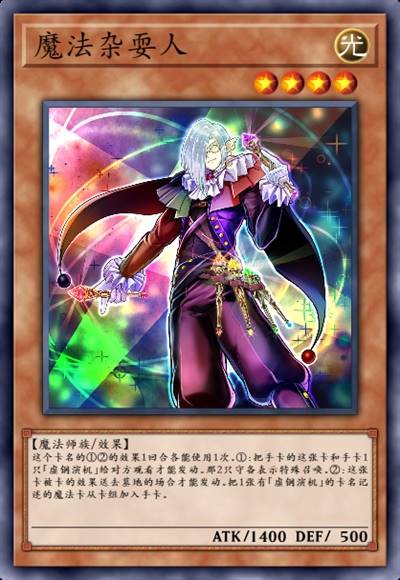 魔法杂耍人
光
【魔法师族/效果】
这个卡名的①②的效果1回合各能使用1次。①:把手卡的这张卡和手卡1
只「虚钢演机」给对方观看才能发动。那2只守备表示特殊召唤。②:这张
卡被卡的效果送去墓地的场合才能发动。把1张有「虚钢演机」的卡名记
述的魔法卡从卡组加入手卡。
ATK/1400 DEF/ 500